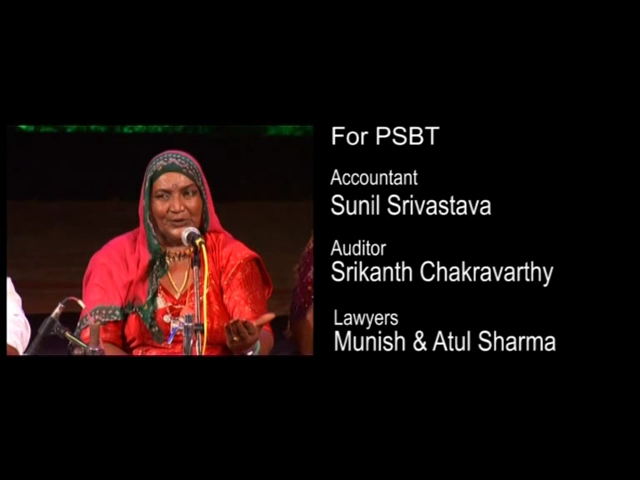 For PSBT
Accountant
Sunil Srivastava
Auditor
Srikanth Chakravarthy
Lawyers
Munish & Atul Sharma